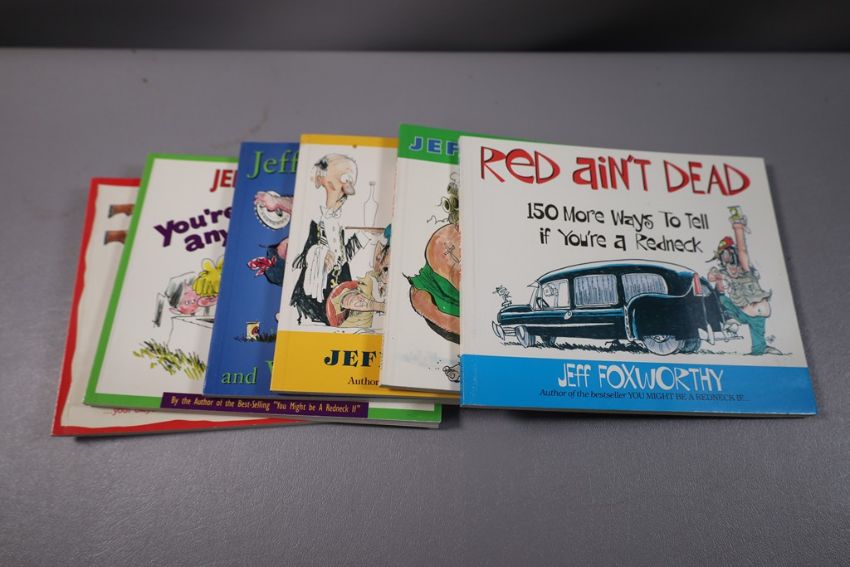 JEF
You're
any
By the Author of the Best-Selling "You Might be A Redneck If"
Jeff
and
JEF
Author
JEF
RED AIN'T DEAD
150 More Ways To Tell
if You're a Redneck
JEFF FOXWORTHY
Author of the bestseller YOU MIGHT BE A REDNECK IF...